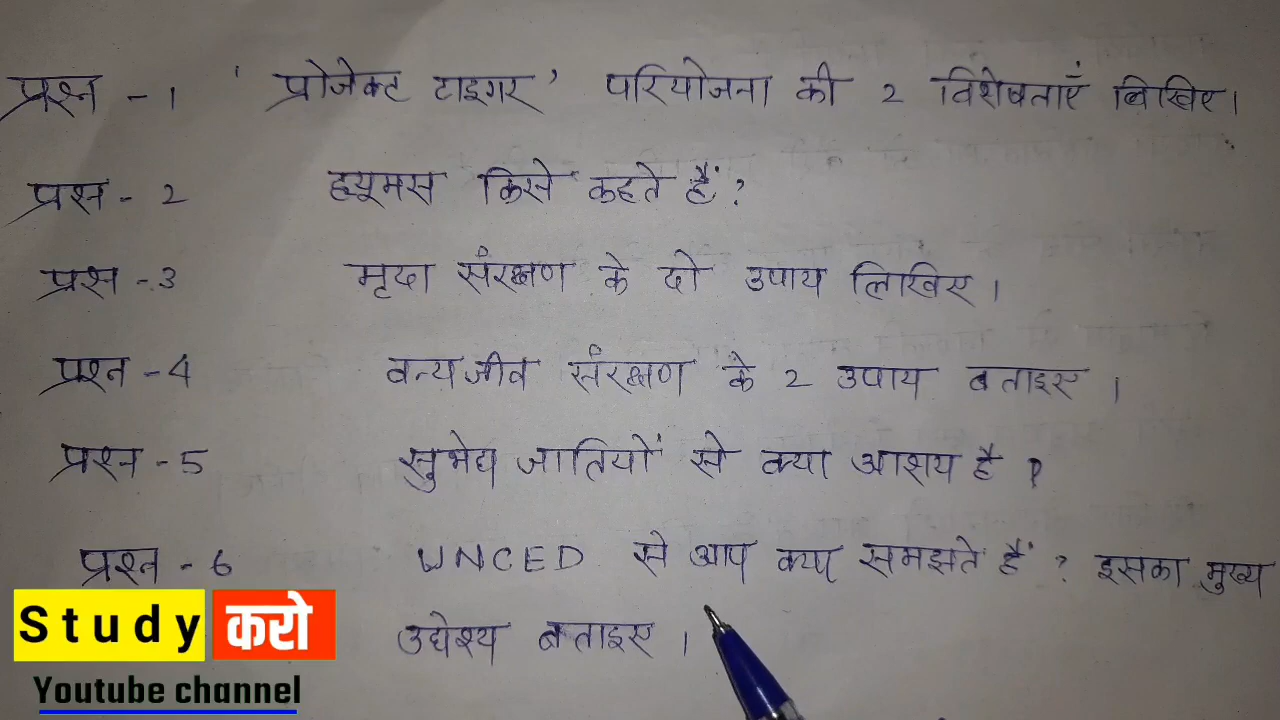 प्रश्न - 1 ' प्रोजेक्ट टाइगर ' परियोजना की 2 विशेषताएँ लिखिए।
प्रश्न - 2 ह्यूमस किसे कहते हैं ?
प्रश्न - 3 मृदा संरक्षण के दो उपाय लिखिए।
प्रश्न - 4 वन्यजीव संरक्षण के 2 उपाय बताइए ।
प्रश्न - 5 सुभेद्य जातियों से क्या आशय है ?
प्रश्न - 6 UNCED से आप क्या समझते हैं ? इसका मुख्य
उद्येश्य बताइए ।
Study करो
Youtube channel